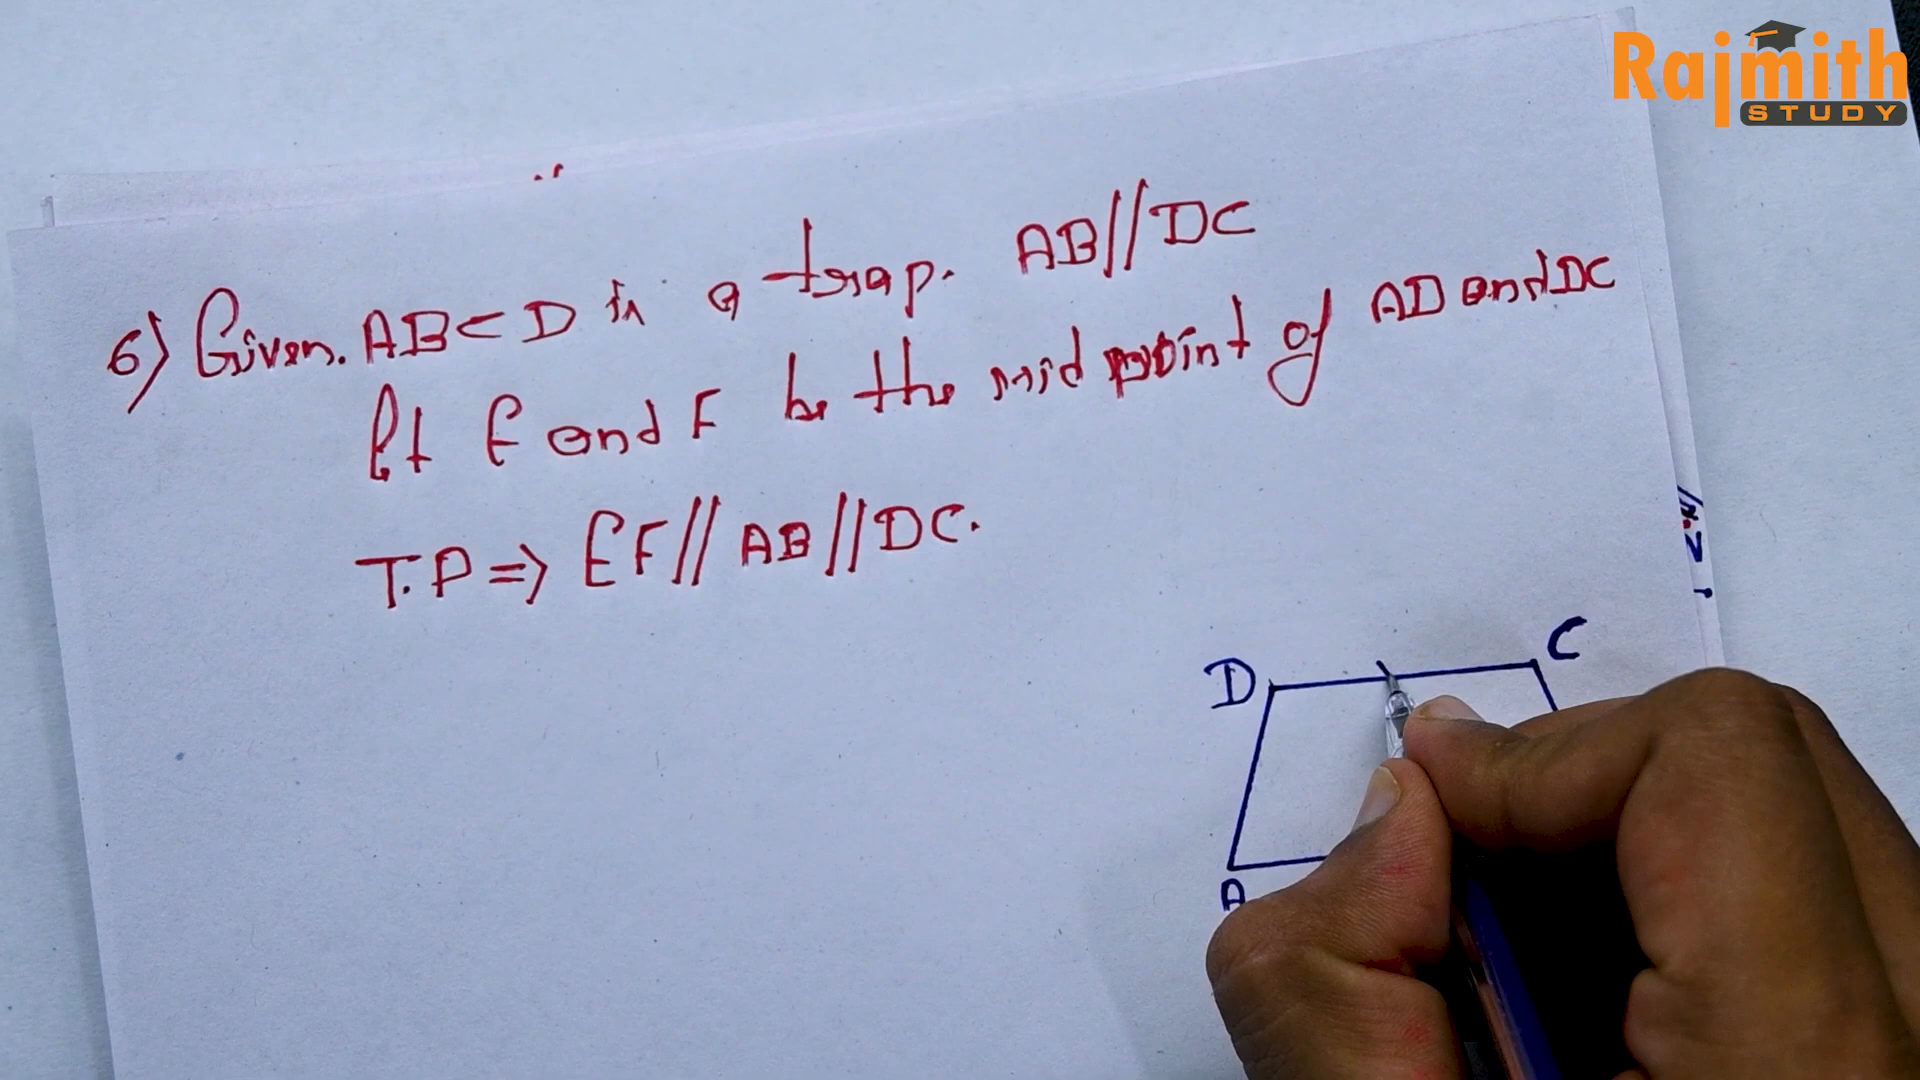 Rajmith
STUDY
6) Given. ABCD is a trap. AB//DC
let E and F be the mid point of AD and DC
T.P => EF // AB // DC.
D
C
A